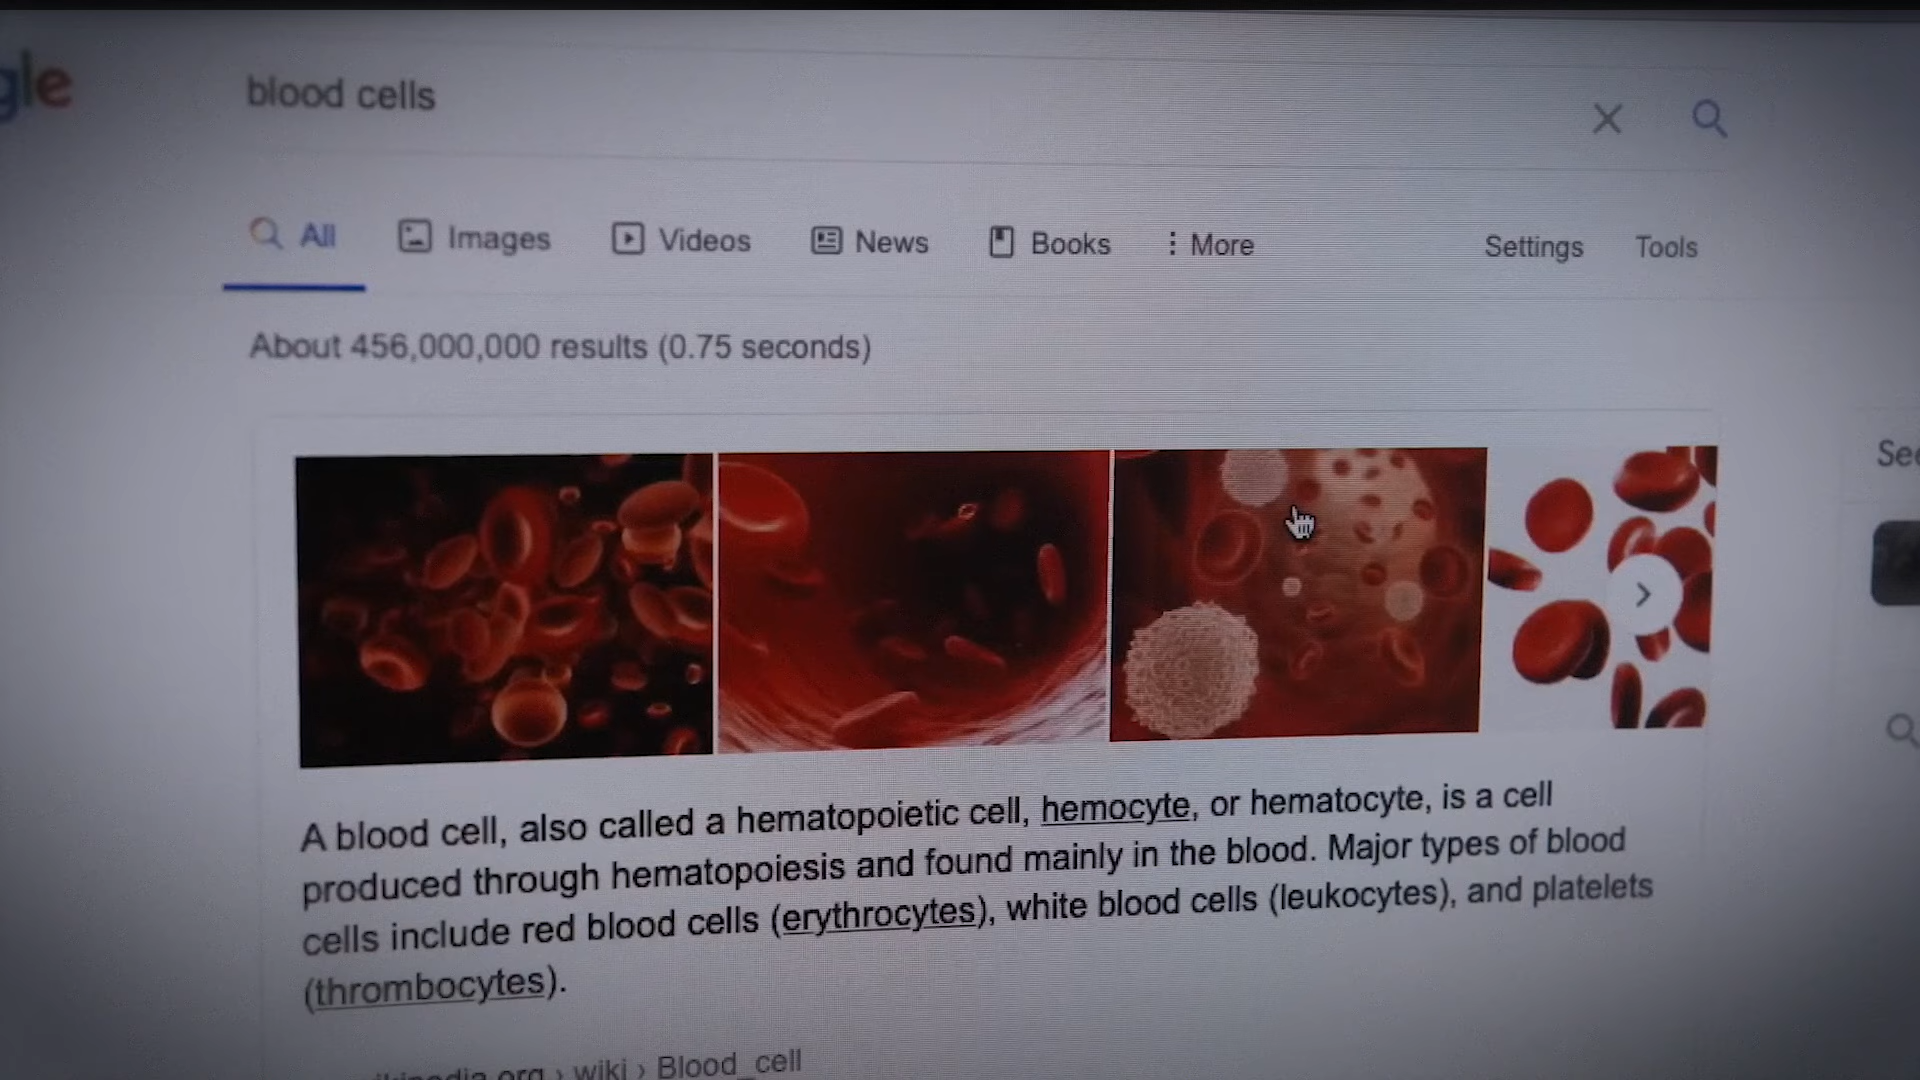 gle
blood cells
All Images Videos News Books More Settings Tools
About 456,000,000 results (0.75 seconds)
See
A blood cell, also called a hematopoietic cell, hemocyte, or hematocyte, is a cell
produced through hematopoiesis and found mainly in the blood. Major types of blood
cells include red blood cells (erythrocytes), white blood cells (leukocytes), and platelets
(thrombocytes).
wikipedia.org › wiki › Blood_cell